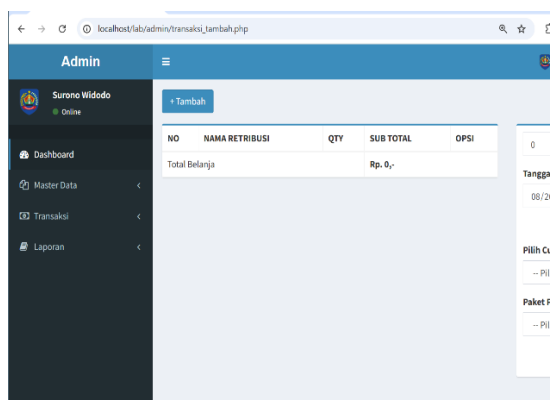 localhost/lab/admin/transaksi_tambah.php
Admin
Surono Widodo
Online
Dashboard
Master Data
Transaksi
Laporan
+ Tambah
NO NAMA RETRIBUSI QTY SUB TOTAL OPSI
Total Belanja Rp. 0,-
0
Tangga
08/2
Pilih Cu
-- Pil
Paket P
-- Pil